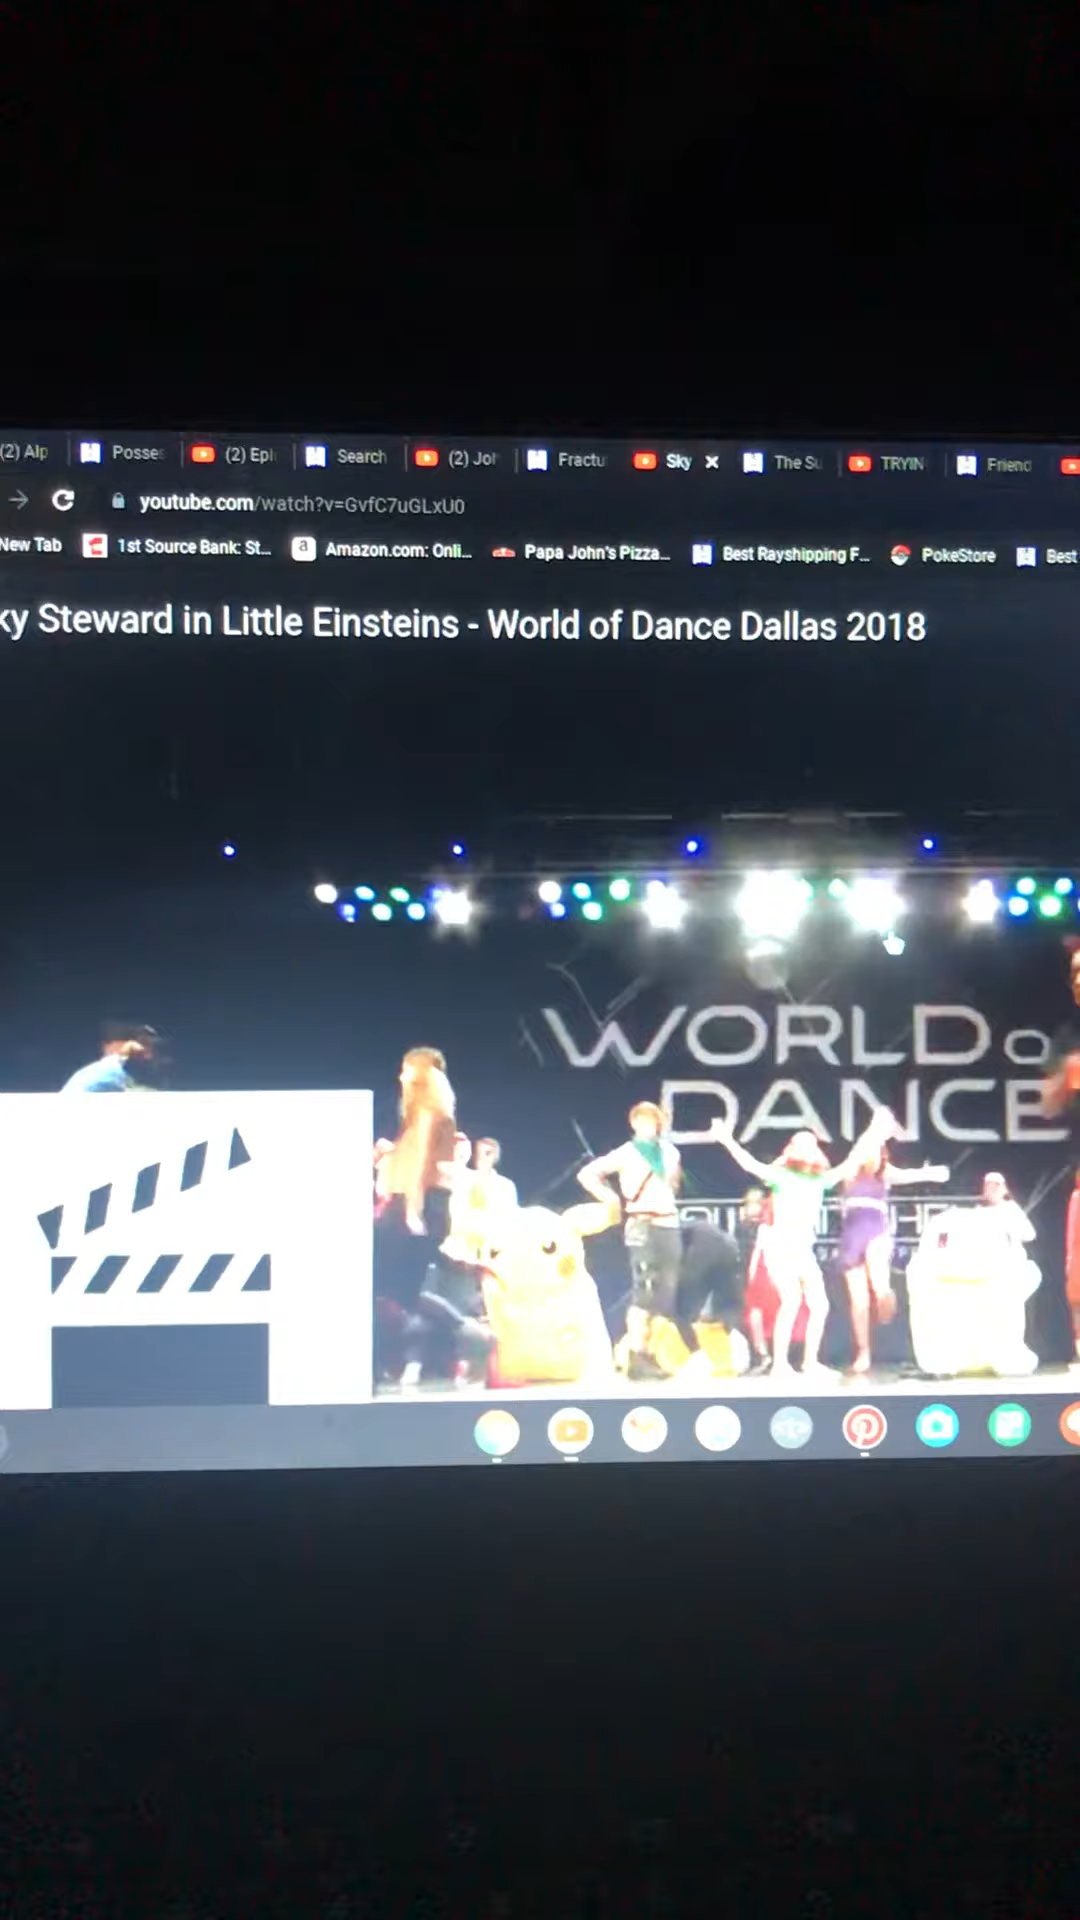 (2) Alp Posses (2) Epi Search (2) Jor Fractu Sky The Su TRYIN Friend
youtube.com/watch?v=GvfC7uGLxU0
New Tab 1st Source Bank: St... Amazon.com: Onli... Papa John's Pizza... Best Rayshipping F... PokeStore Best
ky Steward in Little Einsteins - World of Dance Dallas 2018
WORLD O
DANCE